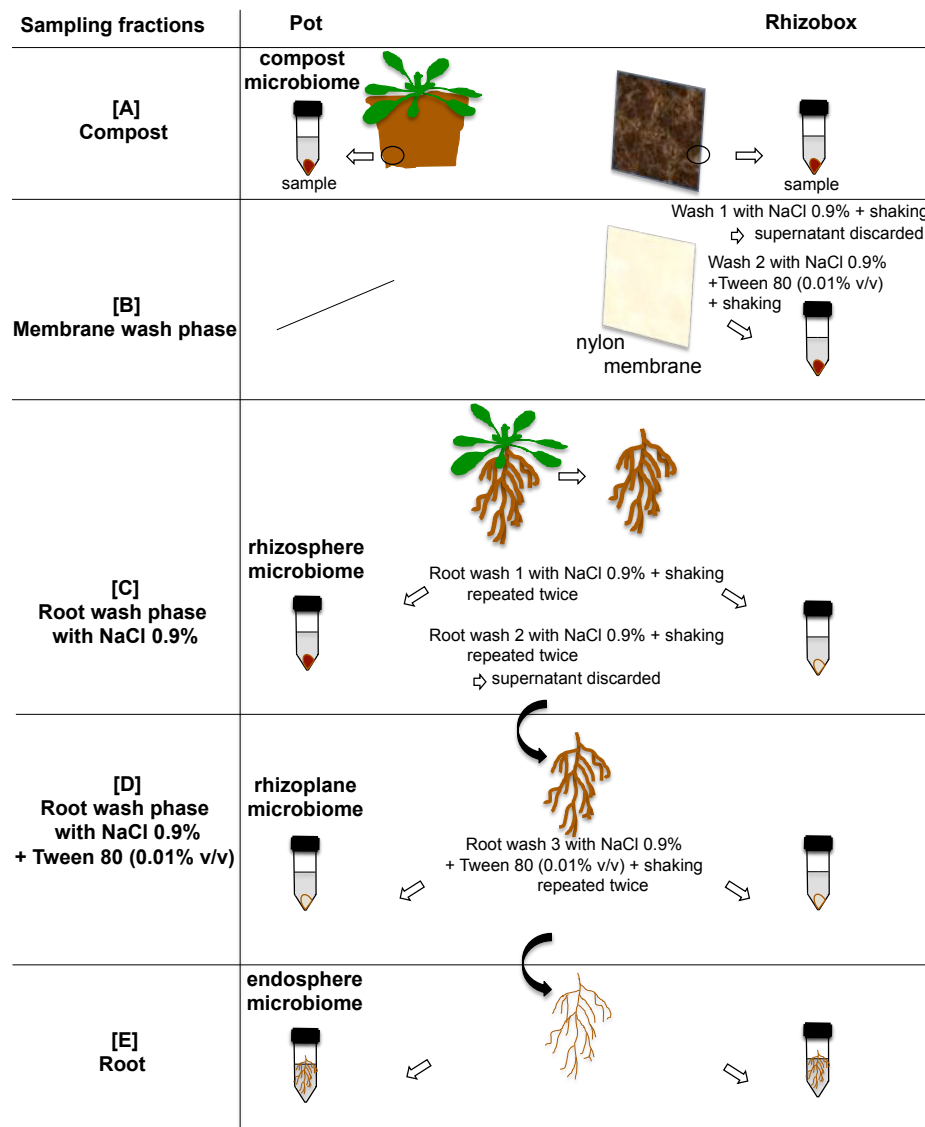 Sampling fractions
Pot
Rhizobox
[A]
Compost
compost
microbiome
sample
sample
[B]
Membrane wash phase
Wash 1 with NaCl 0.9% + shaking
supernatant discarded
Wash 2 with NaCl 0.9%
+Tween 80 (0.01% v/v)
+ shaking
nylon
membrane
[C]
Root wash phase
with NaCl 0.9%
rhizosphere
microbiome
Root wash 1 with NaCl 0.9% + shaking
repeated twice
Root wash 2 with NaCl 0.9% + shaking
repeated twice
supernatant discarded
[D]
Root wash phase
with NaCl 0.9%
+ Tween 80 (0.01% v/v)
rhizoplane
microbiome
Root wash 3 with NaCl 0.9%
+ Tween 80 (0.01% v/v) + shaking
repeated twice
[E]
Root
endosphere
microbiome